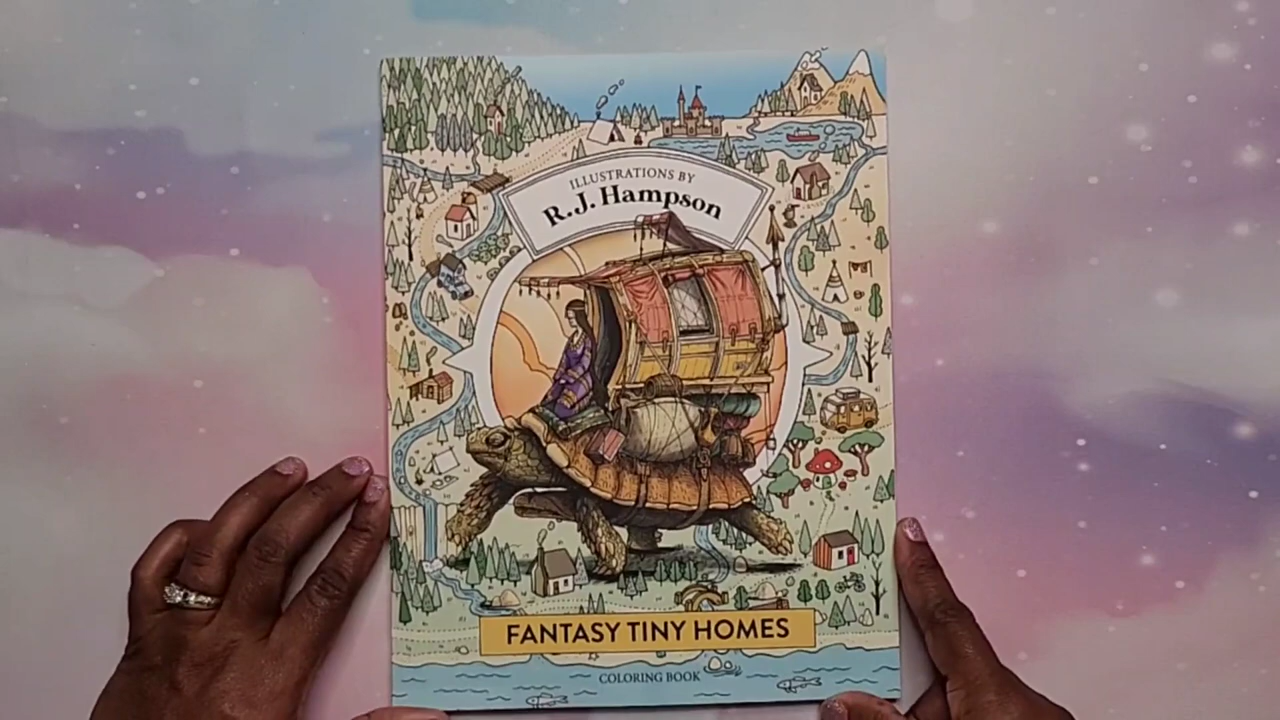 ILLUSTRATIONS BY
R.J. Hampson
FANTASY TINY HOMES
COLORING BOOK